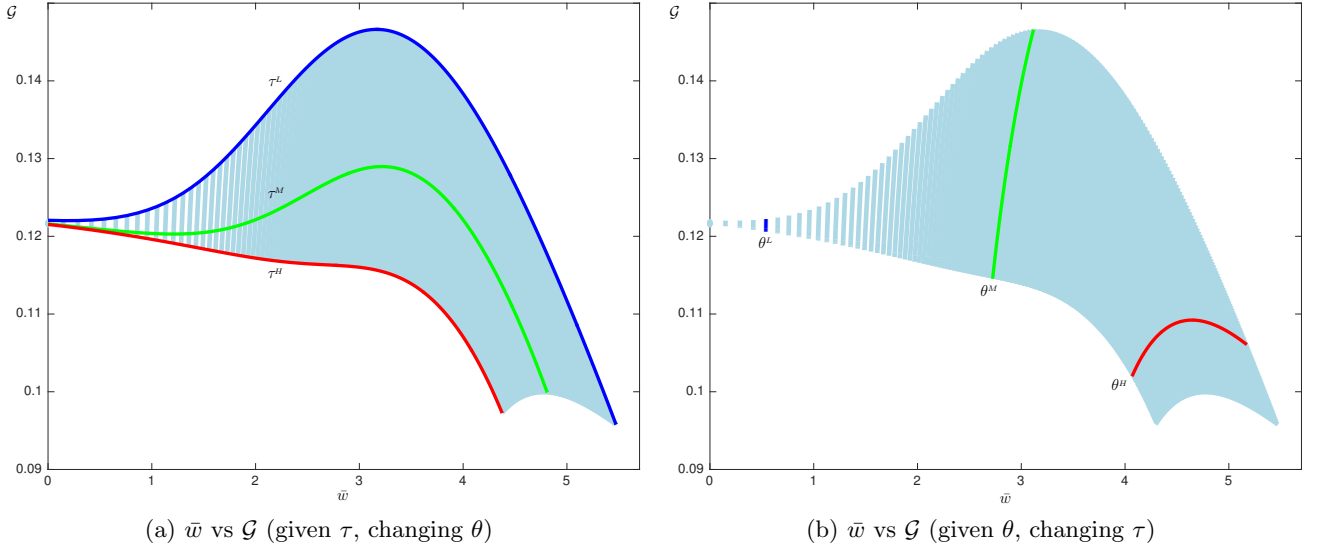 𝒢
0.14
0.13
0.12
0.11
0.1
0.09
τ^L
τ^M
τ^H
0 1 2 3 4 5
w̄
(a) w̄ vs 𝒢 (given τ, changing θ)
𝒢
0.14
0.13
0.12
0.11
0.1
0.09
θ^L
θ^M
θ^H
0 1 2 3 4 5
w̄
(b) w̄ vs 𝒢 (given θ, changing τ)